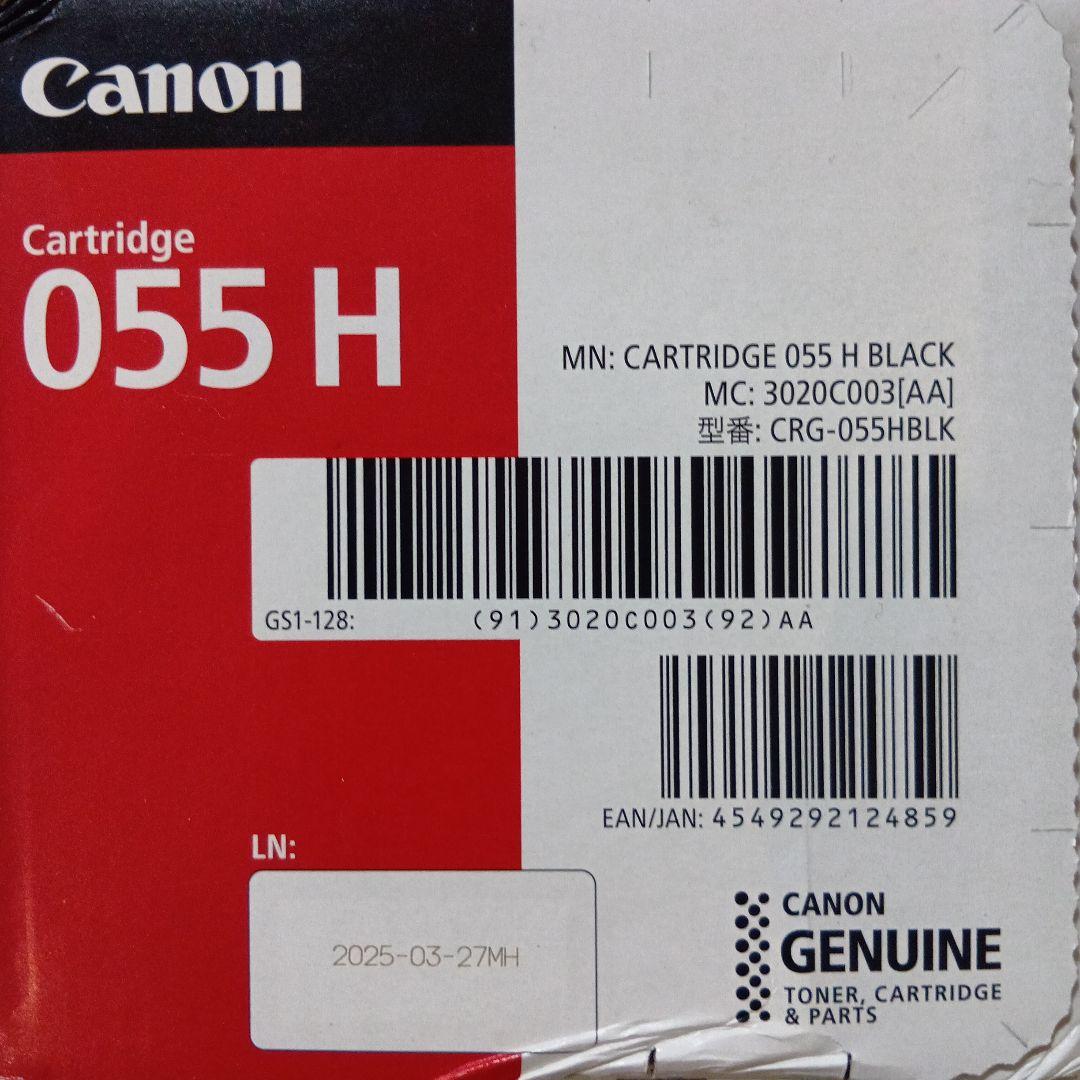 Canon
Cartridge
055 H
MN: CARTRIDGE 055 H BLACK
MC: 3020C003[AA]
型番: CRG-055HBLK
GS1-128: (91)3020C003(92)AA
EAN/JAN: 4549292124859
LN:
2025-03-27MH
CANON
GENUINE
TONER, CARTRIDGE
& PARTS